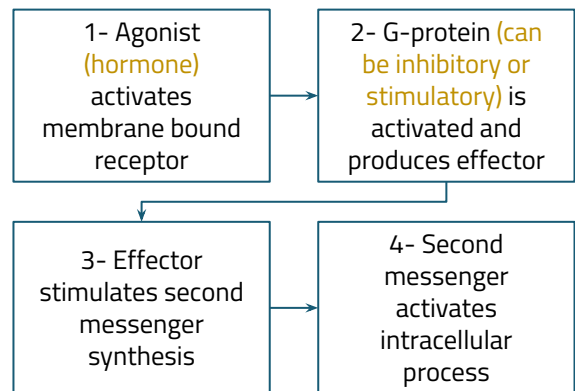 1- Agonist
(hormone)
activates
membrane bound
receptor
2- G-protein (can
be inhibitory or
stimulatory) is
activated and
produces effector
3- Effector
stimulates second
messenger
synthesis
4- Second
messenger
activates
intracellular
process